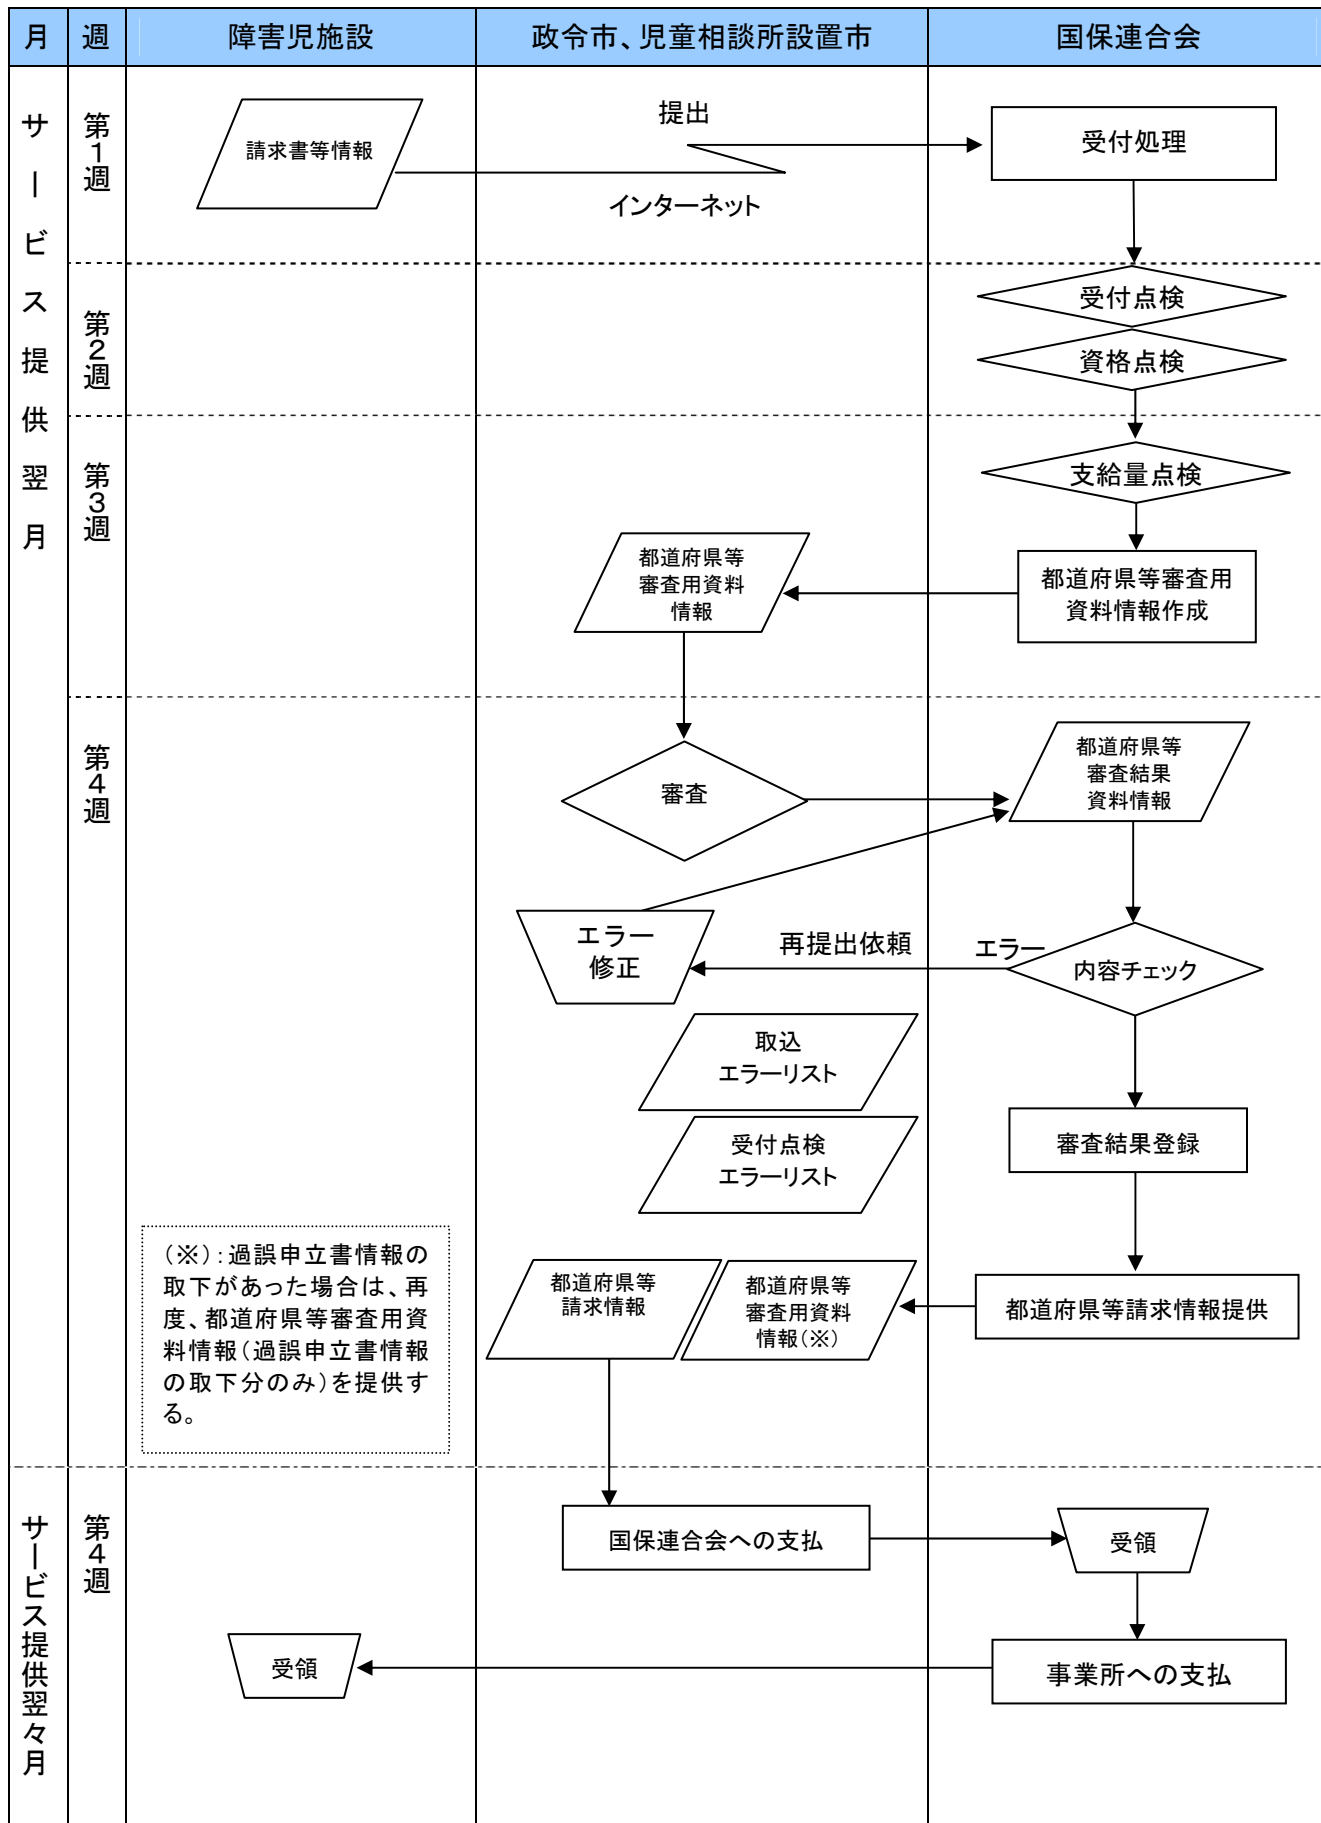 月
週
障害児施設
政令市、児童相談所設置市
国保連合会
サービス提供翌月
第1週
請求書等情報
提出
インターネット
受付処理
第2週
受付点検
資格点検
第3週
支給量点検
都道府県等
審査用資料
情報
都道府県等審査用
資料情報作成
第4週
審査
都道府県等
審査結果
資料情報
エラー
修正
再提出依頼
エラー
内容チェック
取込
エラーリスト
受付点検
エラーリスト
審査結果登録
(※):過誤申立書情報の
取下があった場合は、再
度、都道府県等審査用資
料情報(過誤申立書情報
の取下分のみ)を提供す
る。
都道府県等
請求情報
都道府県等
審査用資料
情報(※)
都道府県等請求情報提供
サービス提供翌々月
第4週
国保連合会への支払
受領
受領
事業所への支払